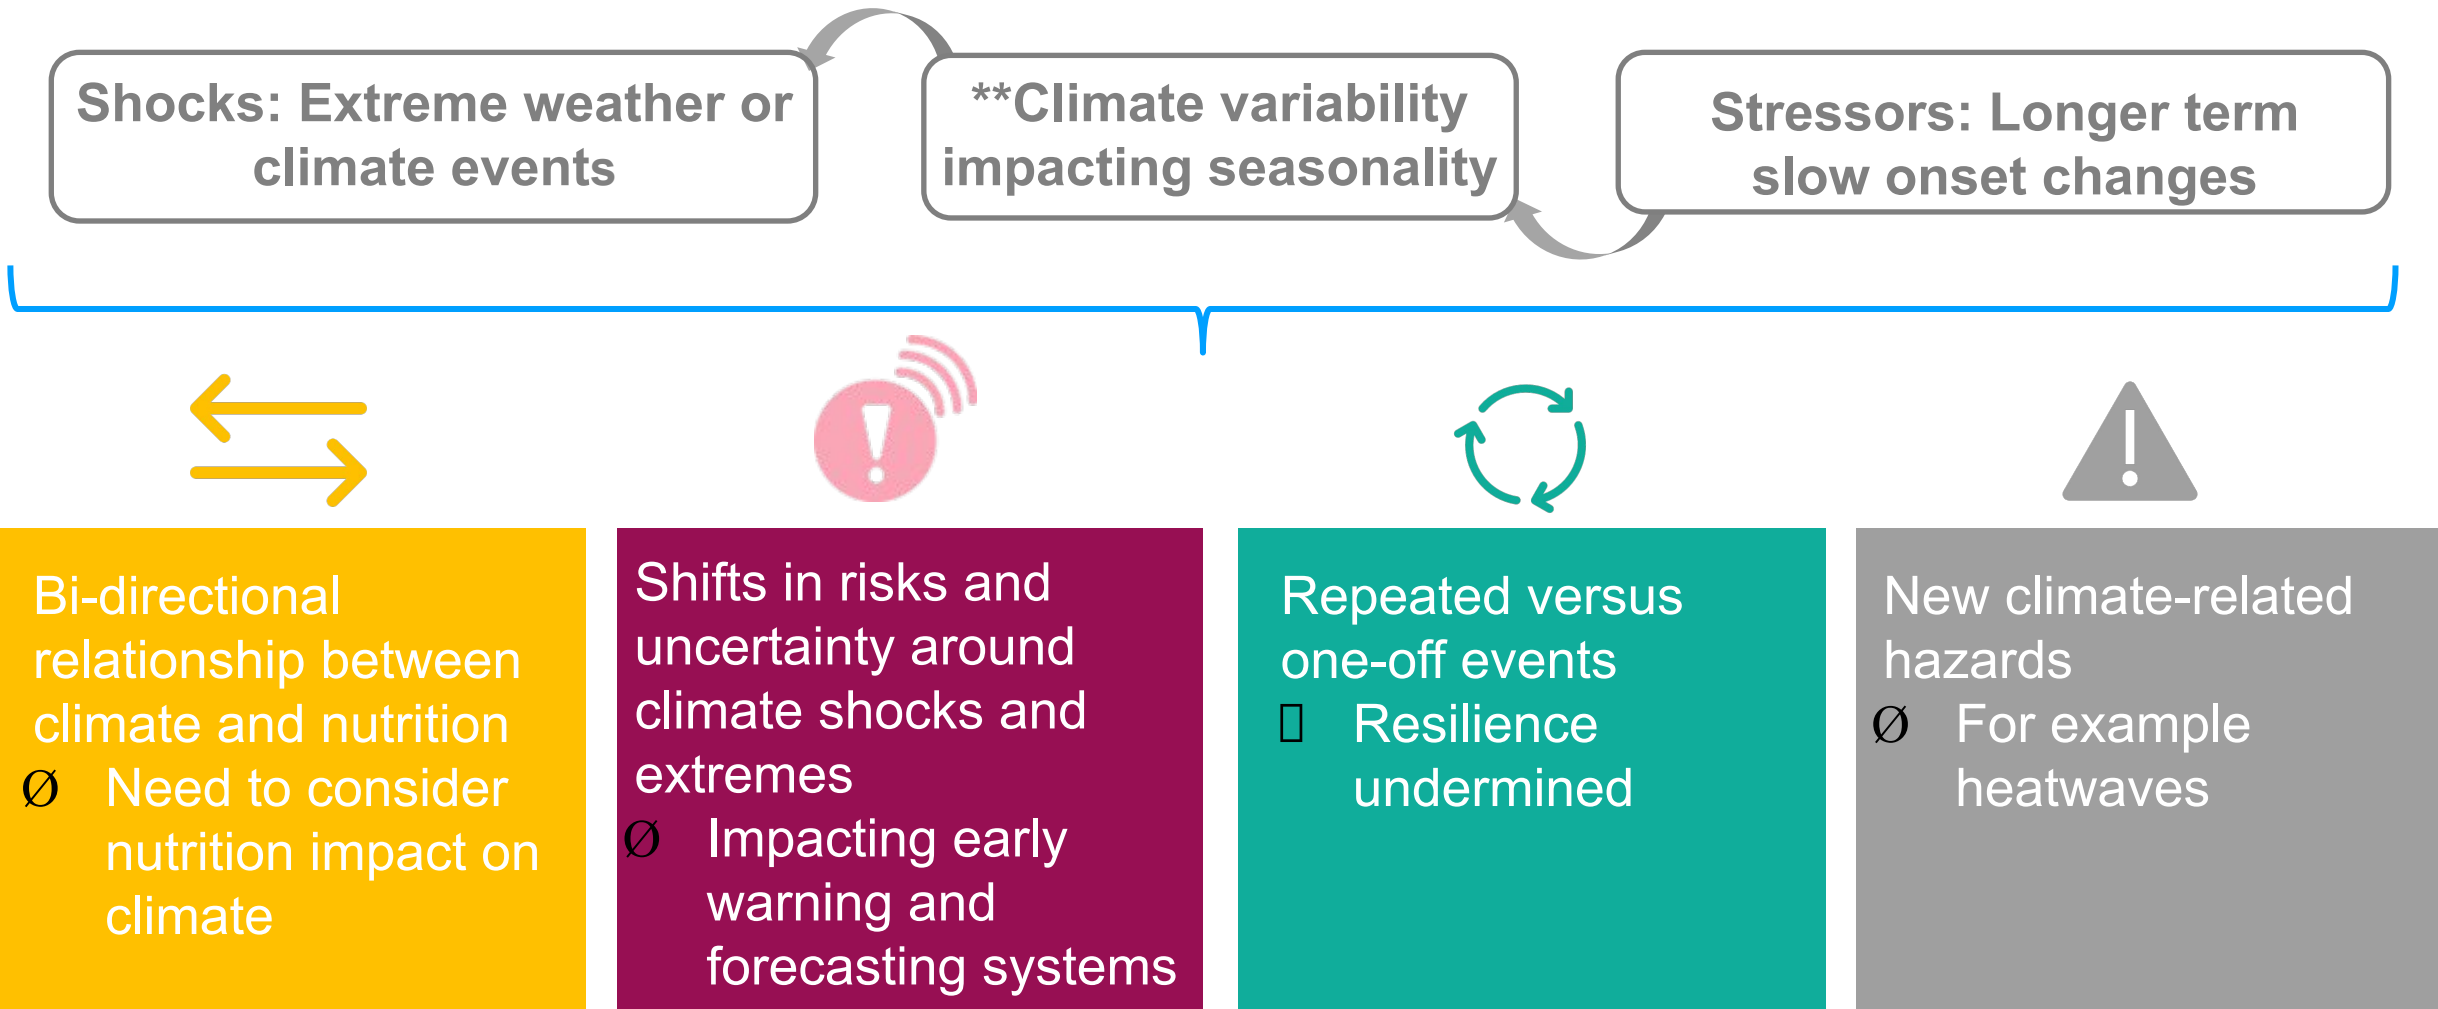 Shocks: Extreme weather or
climate events
**Climate variability
impacting seasonality
Stressors: Longer term
slow onset changes
Bi-directional
relationship between
climate and nutrition
Ø Need to consider
nutrition impact on
climate
Shifts in risks and
uncertainty around
climate shocks and
extremes
Ø Impacting early
warning and
forecasting systems
Repeated versus
one-off events
Resilience
undermined
New climate-related
hazards
Ø For example
heatwaves